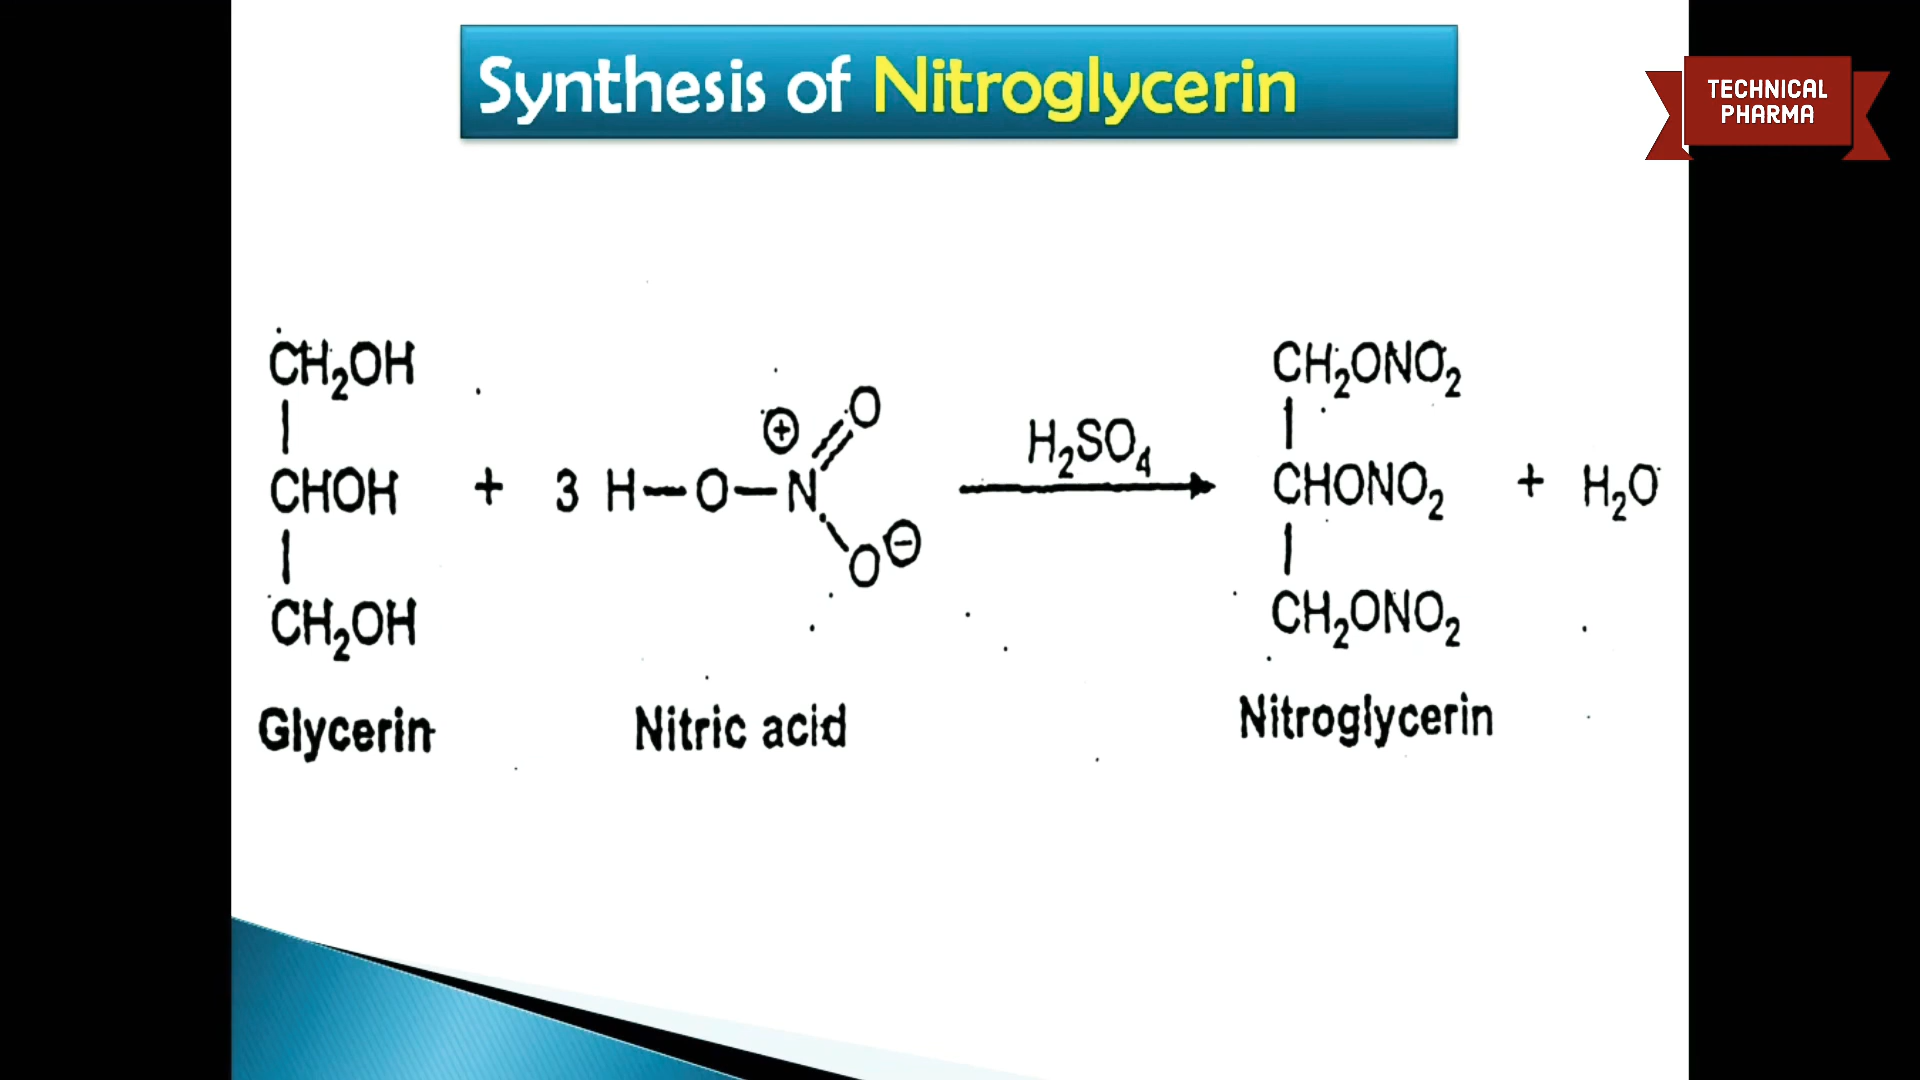 Synthesis of Nitroglycerin
TECHNICAL
PHARMA
CH₂OH
CHOH
CH₂OH
+
3 H—O—N
⊕
O
O
⊖
H₂SO₄
CH₂ONO₂
CHONO₂
CH₂ONO₂
+ H₂O
Glycerin
Nitric acid
Nitroglycerin